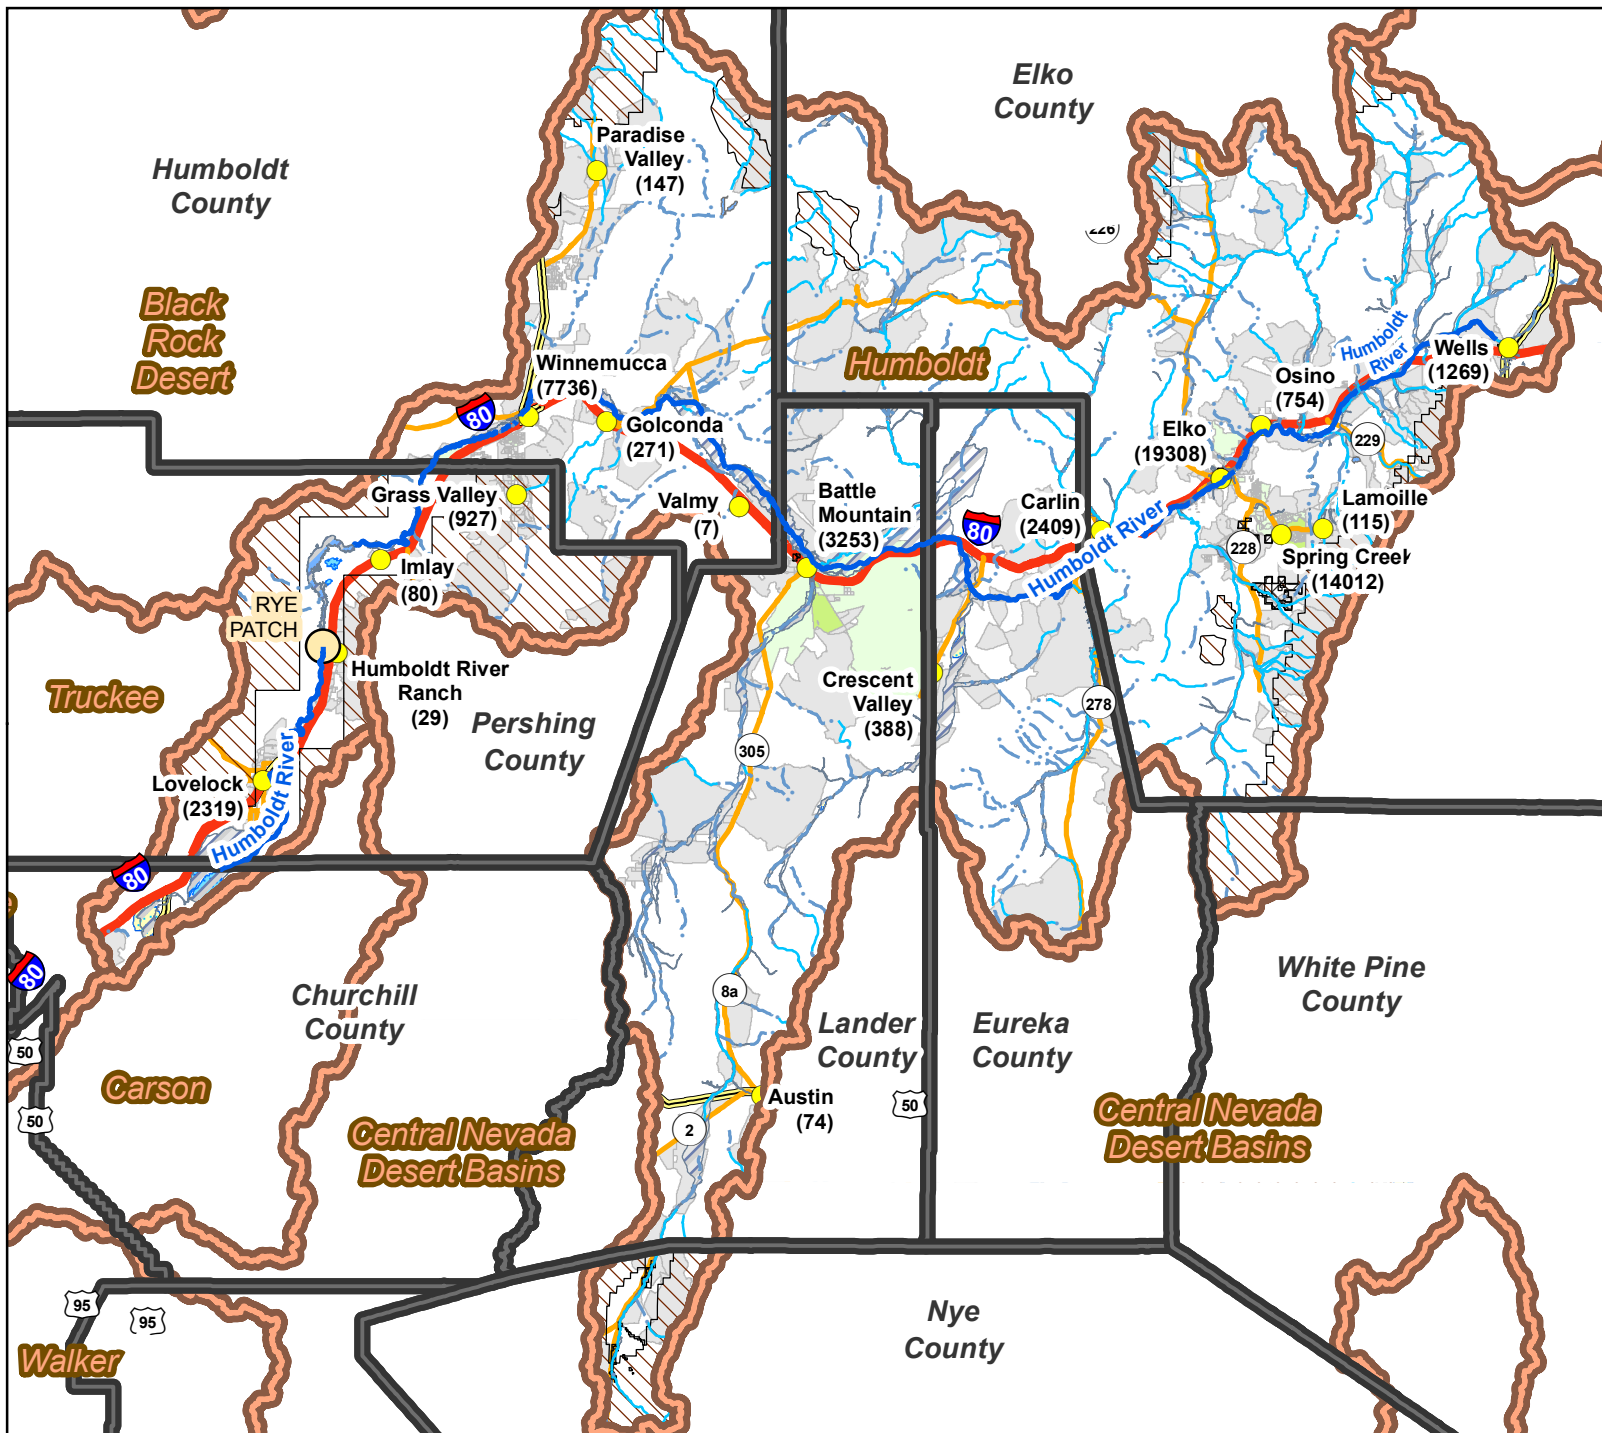 Elko
County
Humboldt
County
Paradise
Valley
(147)
226
Black
Rock
Desert
Humboldt
Humboldt
River
Wells
(1269)
Winnemucca
(7736)
Osino
(754)
80
Golconda
(271)
Elko
(19308)
229
Grass Valley
(927)
Valmy
(7)
Battle
Mountain
(3253)
80
Carlin
(2409)
Lamoille
(115)
Humboldt River
228
Spring Creek
(14012)
Imlay
(80)
RYE
PATCH
Humboldt River
Ranch
(29)
Truckee
Pershing
County
Crescent
Valley
(388)
278
305
Humboldt River
Lovelock
(2319)
Humboldt River
80
80
8a
Churchill
County
Lander
County
Eureka
County
White Pine
County
50
Carson
50
Austin
(74)
50
2
Central Nevada
Desert Basins
Central Nevada
Desert Basins
95
95
Nye
County
Walker